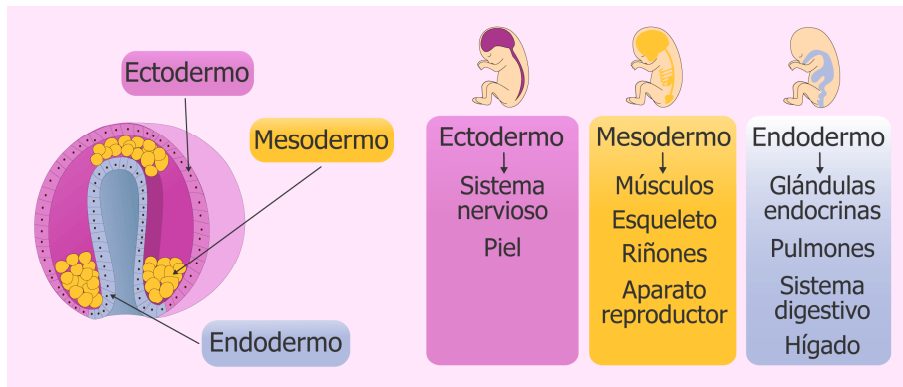 Ectodermo
Mesodermo
Endodermo
Ectodermo
Sistema
nervioso
Piel
Mesodermo
Músculos
Esqueleto
Riñones
Aparato
reproductor
Endodermo
Glándulas
endocrinas
Pulmones
Sistema
digestivo
Hígado